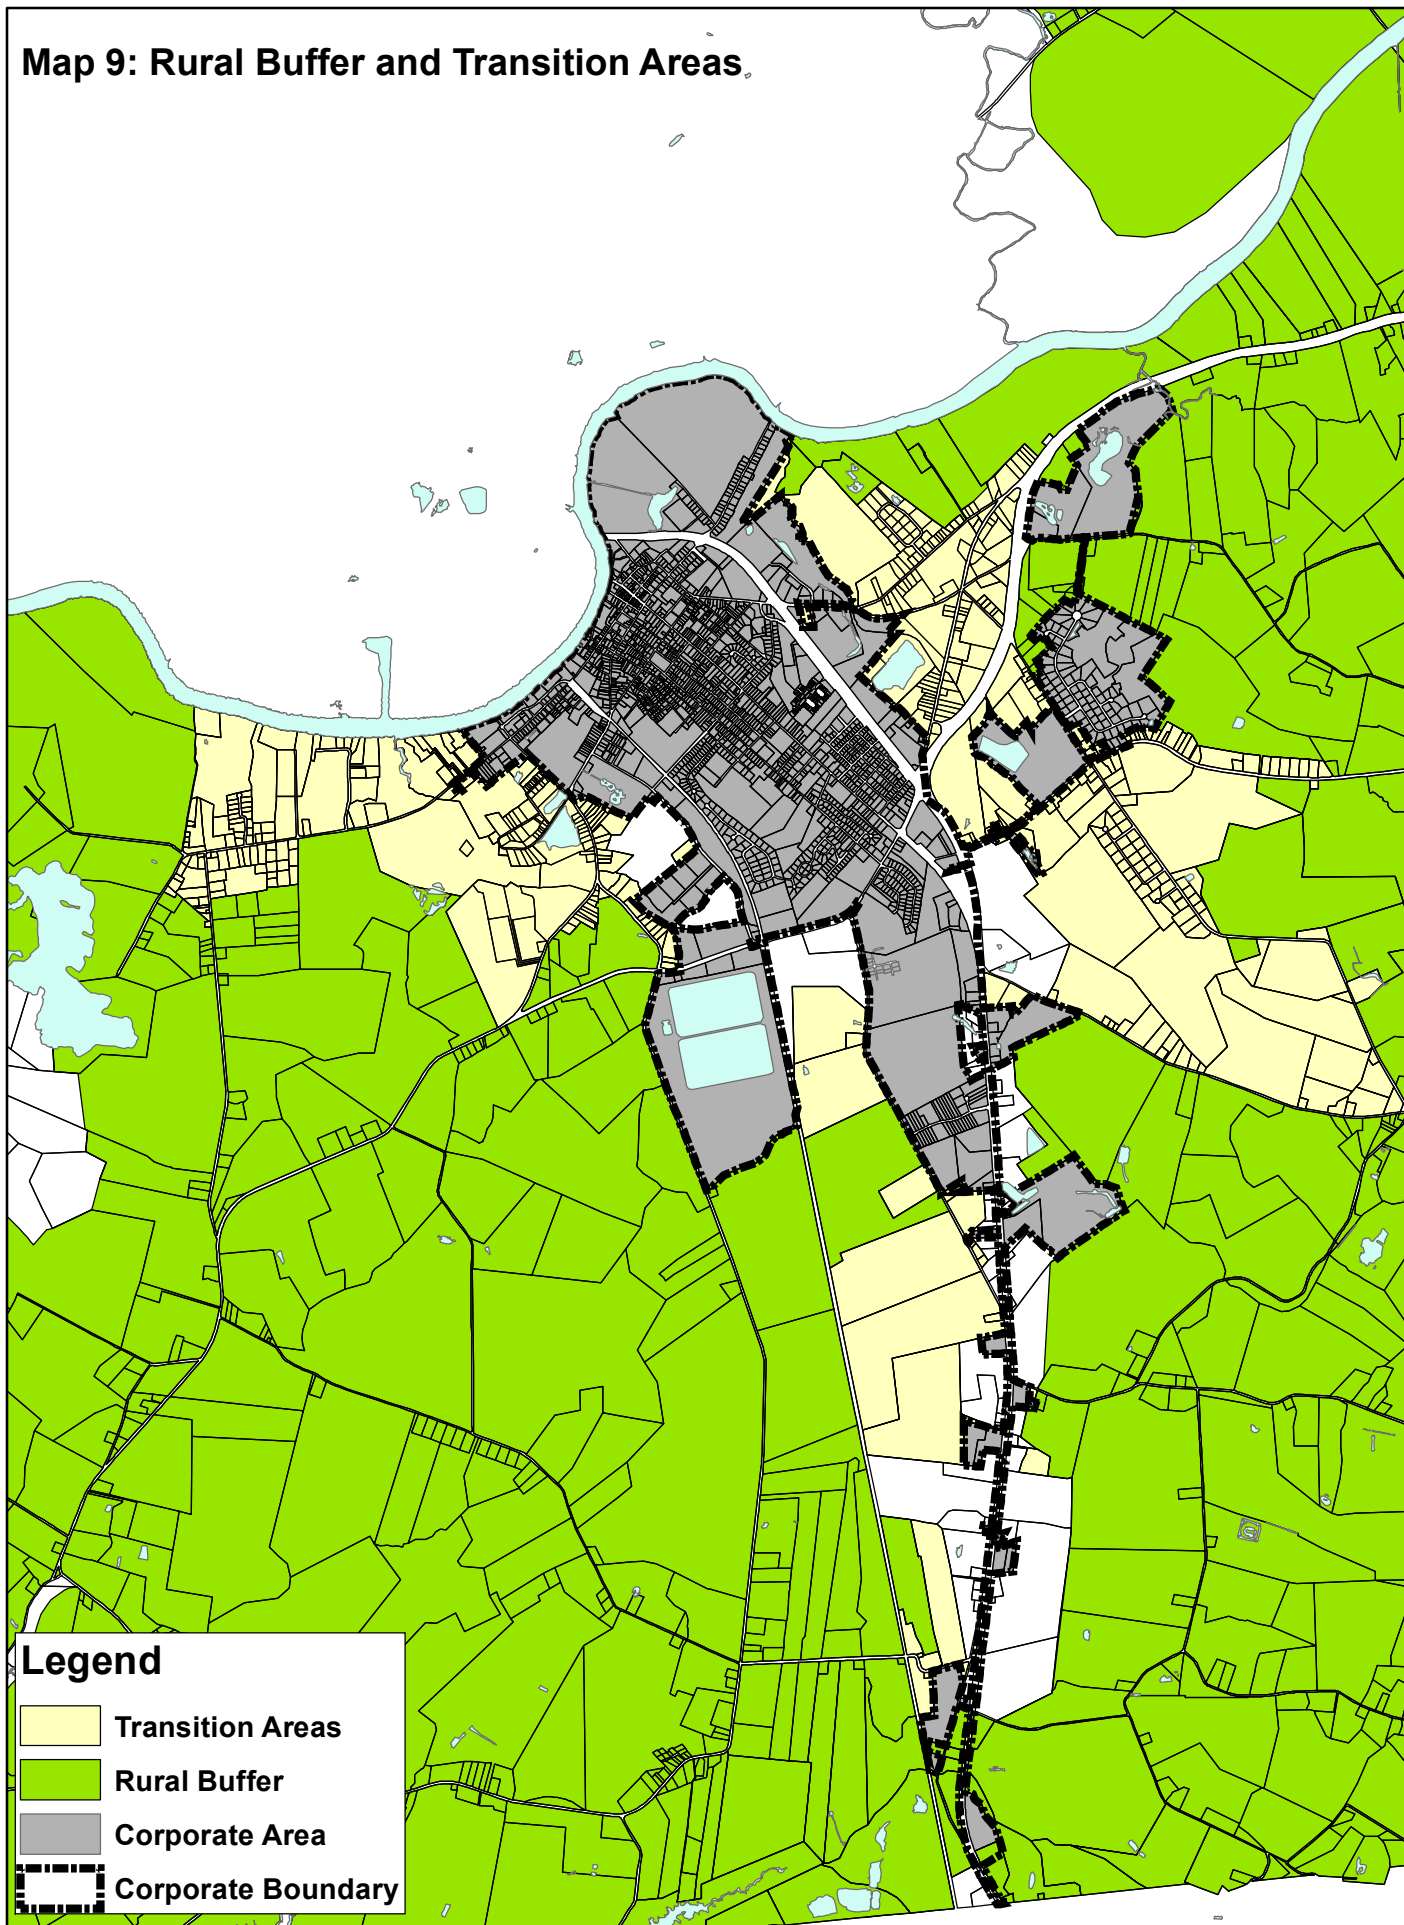 Map 9: Rural Buffer and Transition Areas
Legend
Transition Areas
Rural Buffer
Corporate Area
Corporate Boundary